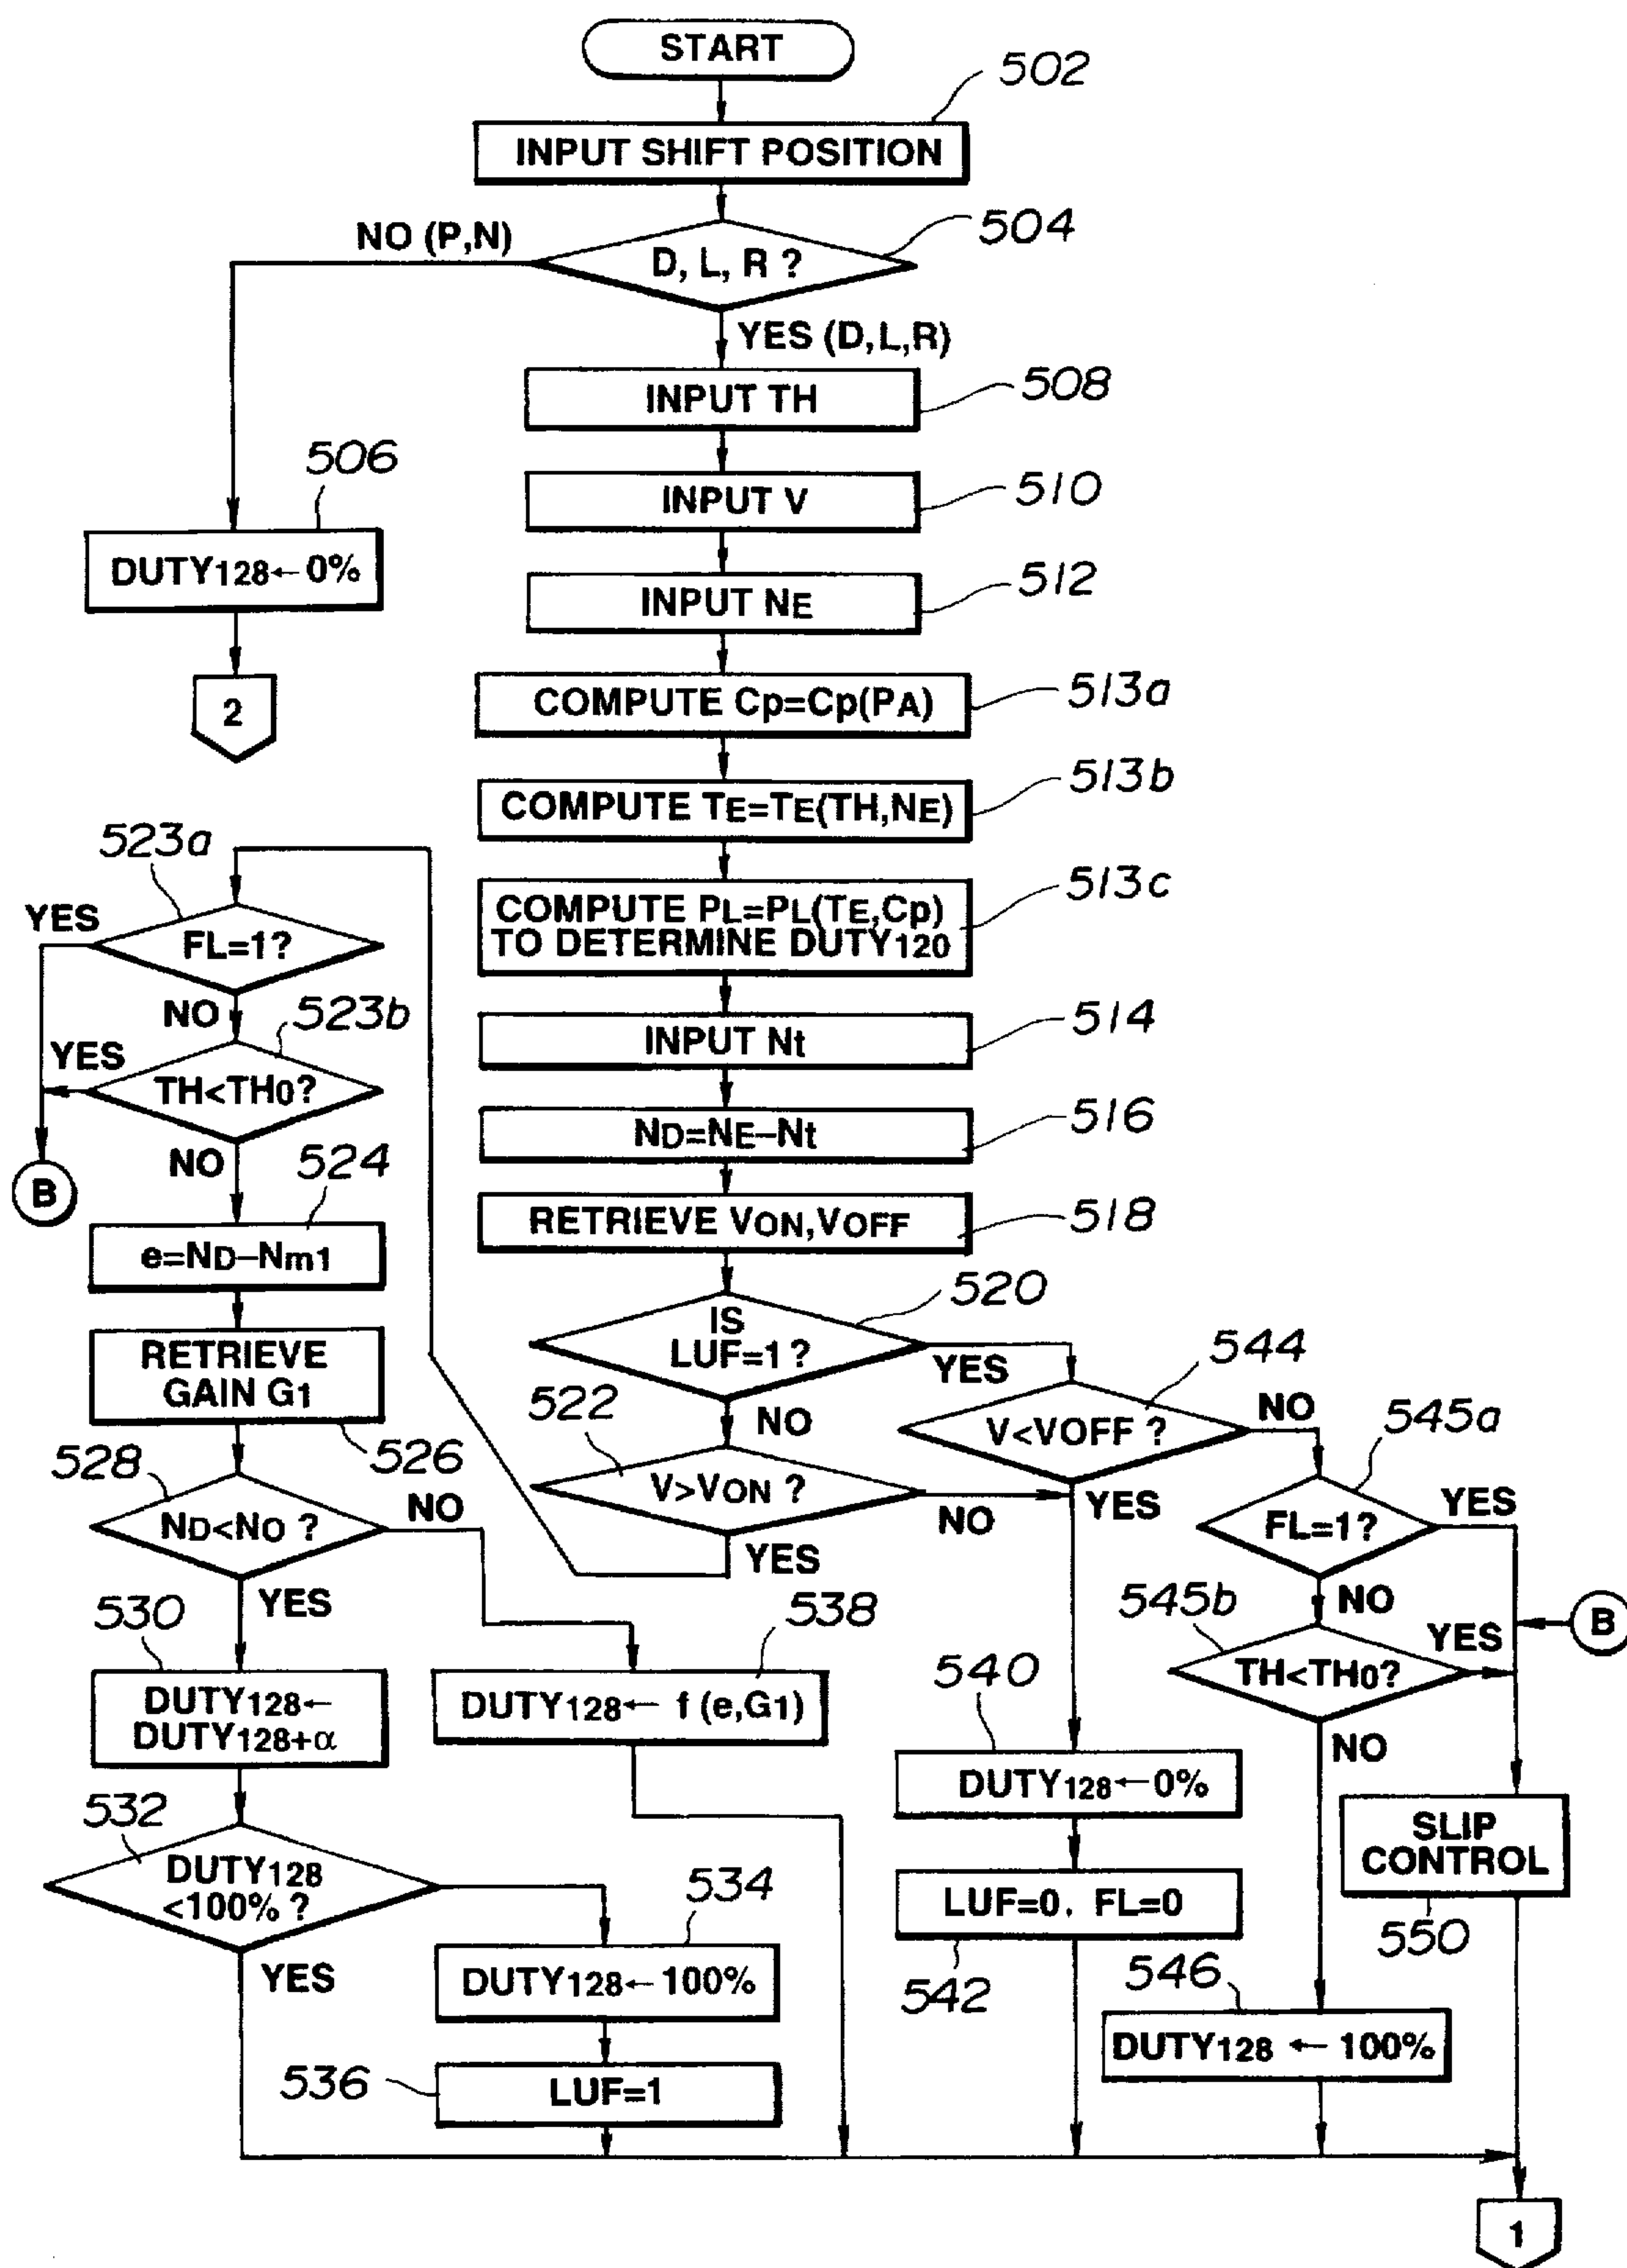 START
502
INPUT SHIFT POSITION
504
NO (P,N)
D, L, R ?
YES (D,L,R)
508
INPUT TH
506
510
INPUT V
DUTY128← 0%
512
INPUT NE
2
513a
COMPUTE Cp=Cp(PA)
513b
COMPUTE TE=TE(TH,NE)
523a
513c
COMPUTE PL=PL(TE,Cp)
TO DETERMINE DUTY120
YES
FL=1?
NO
523b
514
INPUT Nt
YES
TH<TH0?
516
ND=NE–Nt
NO
524
B
518
RETRIEVE VON,VOFF
e=ND–Nm1
520
IS
LUF=1 ?
YES
544
RETRIEVE
GAIN G1
526
522
NO
V<VOFF ?
NO
545a
528
V>VON ?
NO
YES
YES
ND<NO ?
NO
YES
FL=1?
YES
530
538
545b
NO
B
YES
DUTY128←
DUTY128+α
DUTY128← f (e,G1)
540
TH<TH0?
DUTY128←0%
NO
532
DUTY128
<100% ?
534
SLIP
CONTROL
LUF=0, FL=0
550
YES
DUTY128← 100%
542
546
DUTY128 ← 100%
536
LUF=1
1